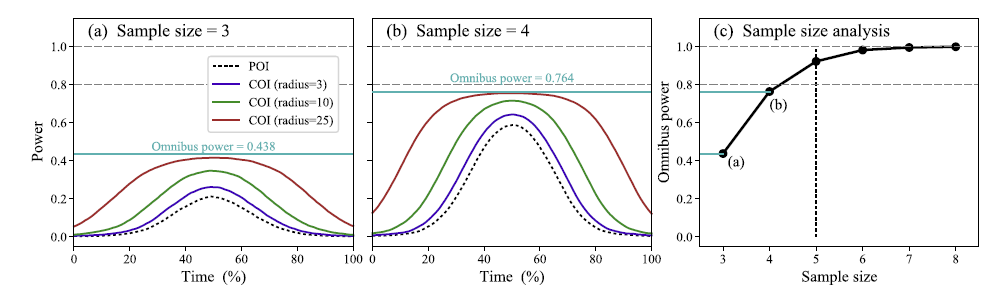 (a) Sample size = 3
1.0
0.8
0.6
0.4
0.2
0.0
Power
POI
COI (radius=3)
COI (radius=10)
COI (radius=25)
Omnibus power = 0.438
0
20
40
60
80
100
Time (%)
(b) Sample size = 4
Omnibus power = 0.764
0
20
40
60
80
100
Time (%)
(c) Sample size analysis
1.0
0.8
0.6
0.4
0.2
0.0
Omnibus power
(b)
(a)
3
4
5
6
7
8
Sample size